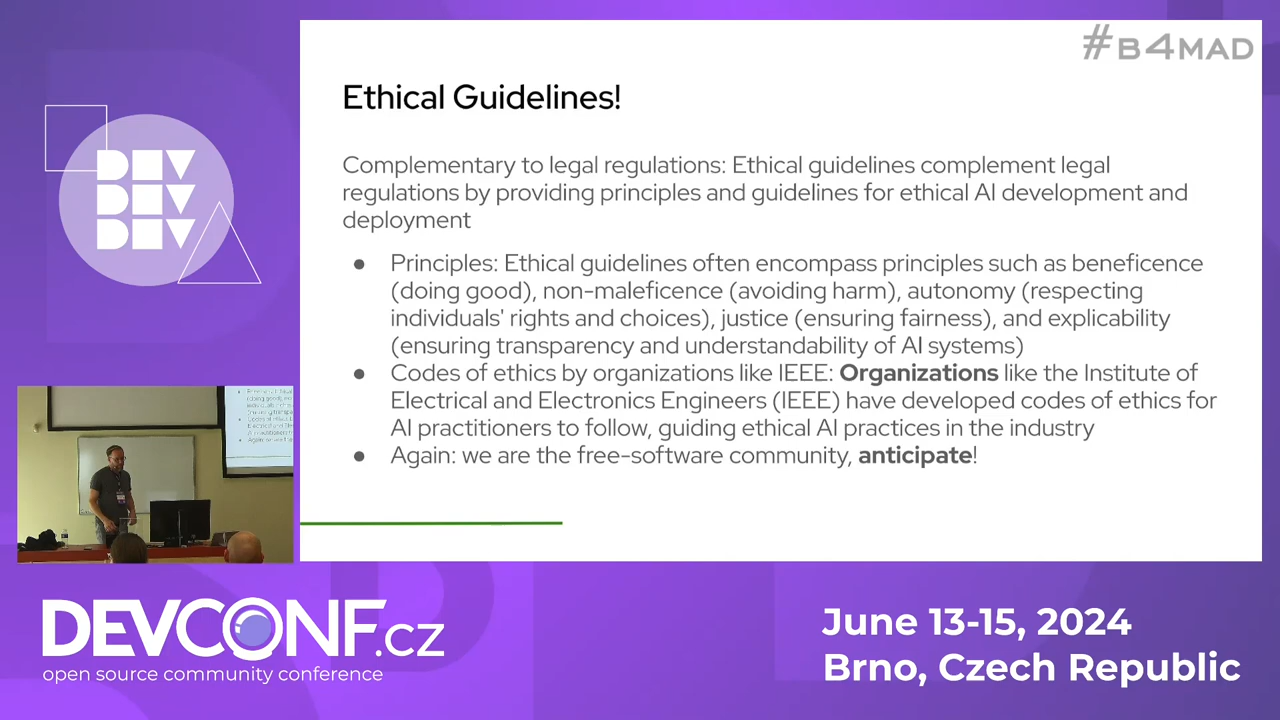 #B4MAD
Ethical Guidelines!
Complementary to legal regulations: Ethical guidelines complement legal
regulations by providing principles and guidelines for ethical AI development and
deployment
● Principles: Ethical guidelines often encompass principles such as beneficence
(doing good), non-maleficence (avoiding harm), autonomy (respecting
individuals' rights and choices), justice (ensuring fairness), and explicability
(ensuring transparency and understandability of AI systems)
● Codes of ethics by organizations like IEEE: Organizations like the Institute of
Electrical and Electronics Engineers (IEEE) have developed codes of ethics for
AI practitioners to follow, guiding ethical AI practices in the industry
● Again: we are the free-software community, anticipate!
DEV
DEV
DEV
DEVCONF.cz
open source community conference
June 13-15, 2024
Brno, Czech Republic